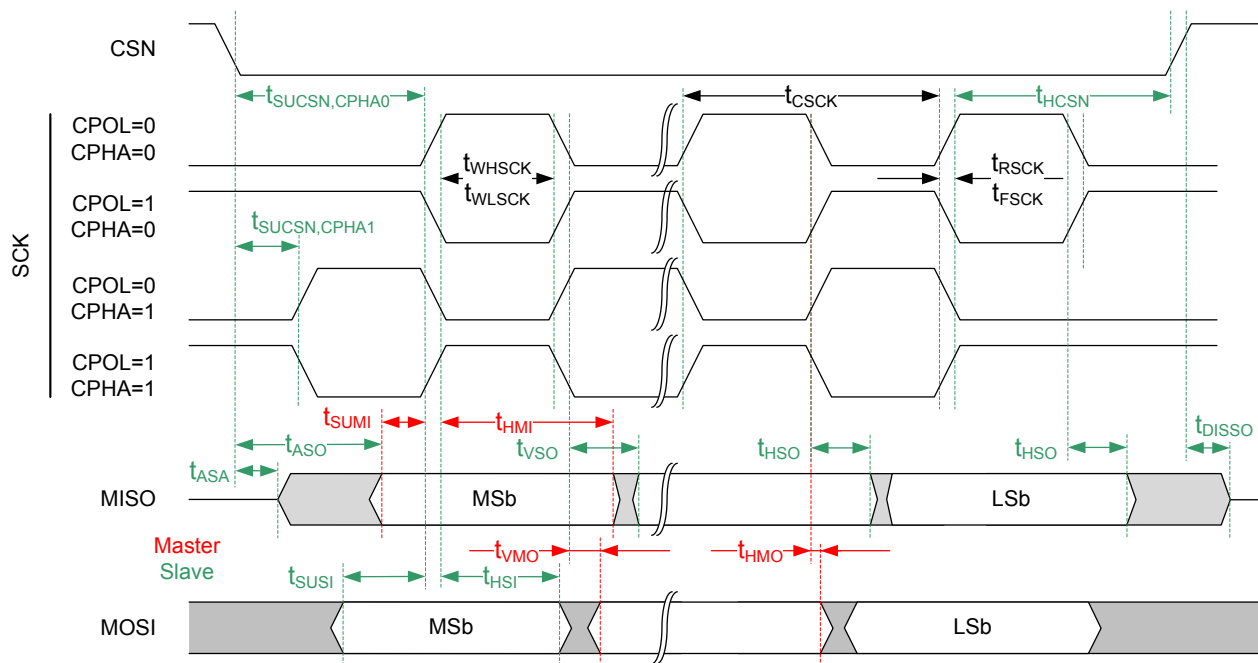 CSN
tSUCSN,CPHA0
tCSCK
tHCSN
SCK
CPOL=0
CPHA=0
tWHSCK
tWLSCK
tRSCK
tFSCK
CPOL=1
CPHA=0
tSUCSN,CPHA1
CPOL=0
CPHA=1
CPOL=1
CPHA=1
tSUMI
tHMI
tASO
tVSO
tHSO
tHSO
tDISSO
tASA
MISO
MSb
LSb
Master
Slave
tVMO
tHMO
tSUSI
tHSI
MOSI
MSb
LSb